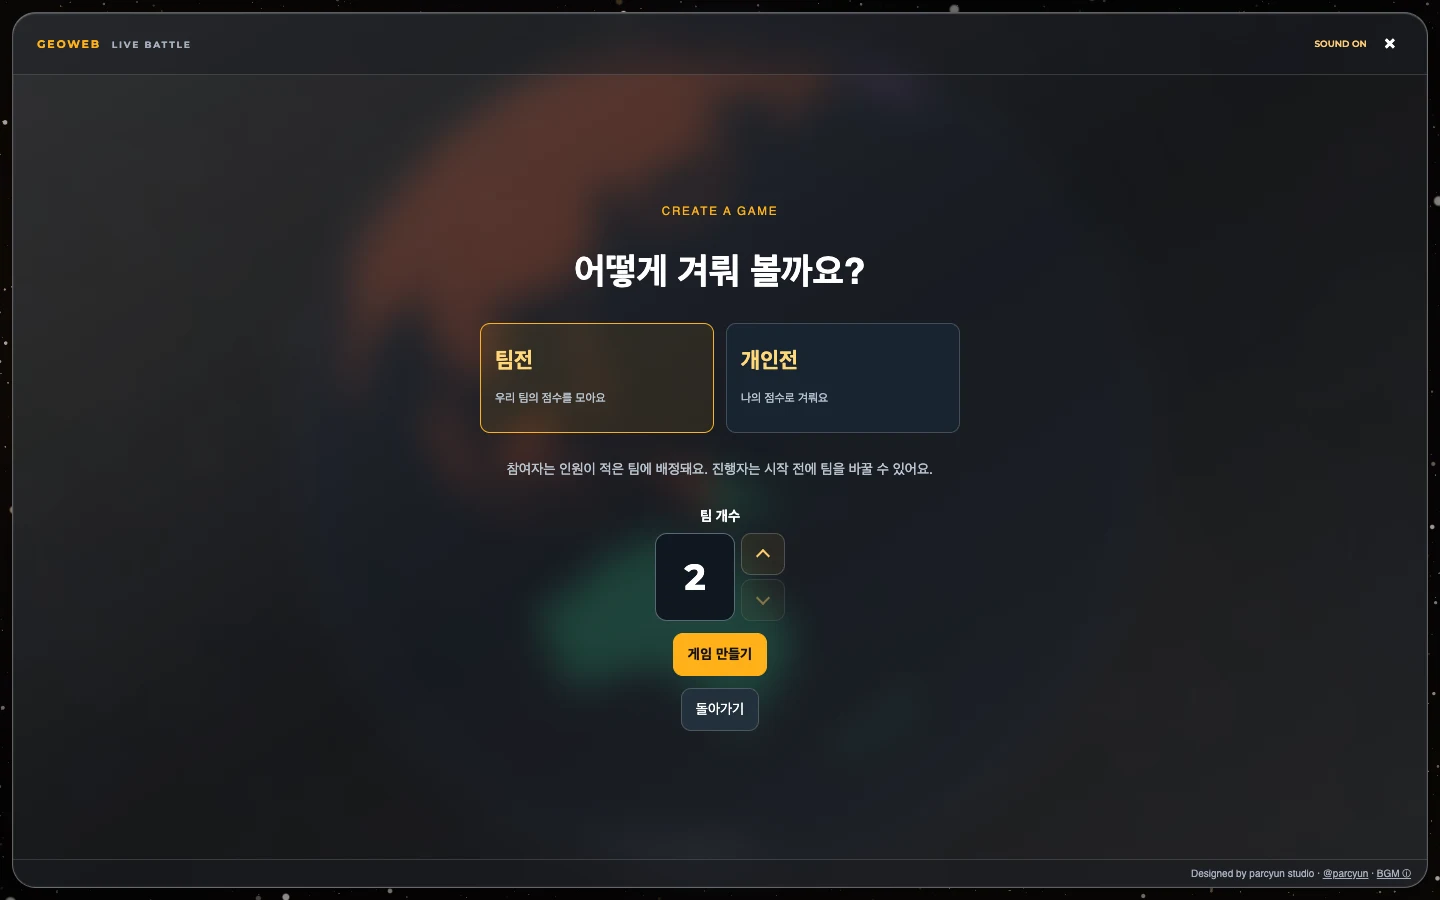 GEOWEB LIVE BATTLE
SOUND ON ✖
CREATE A GAME
어떻게 겨뤄 볼까요?
팀전
우리 팀의 점수를 모아요
개인전
나의 점수로 겨뤄요
참여자는 인원이 적은 팀에 배정돼요. 진행자는 시작 전에 팀을 바꿀 수 있어요.
팀 개수
2
게임 만들기
돌아가기
Designed by parcyun studio · @parcyun · BGM ⓘ